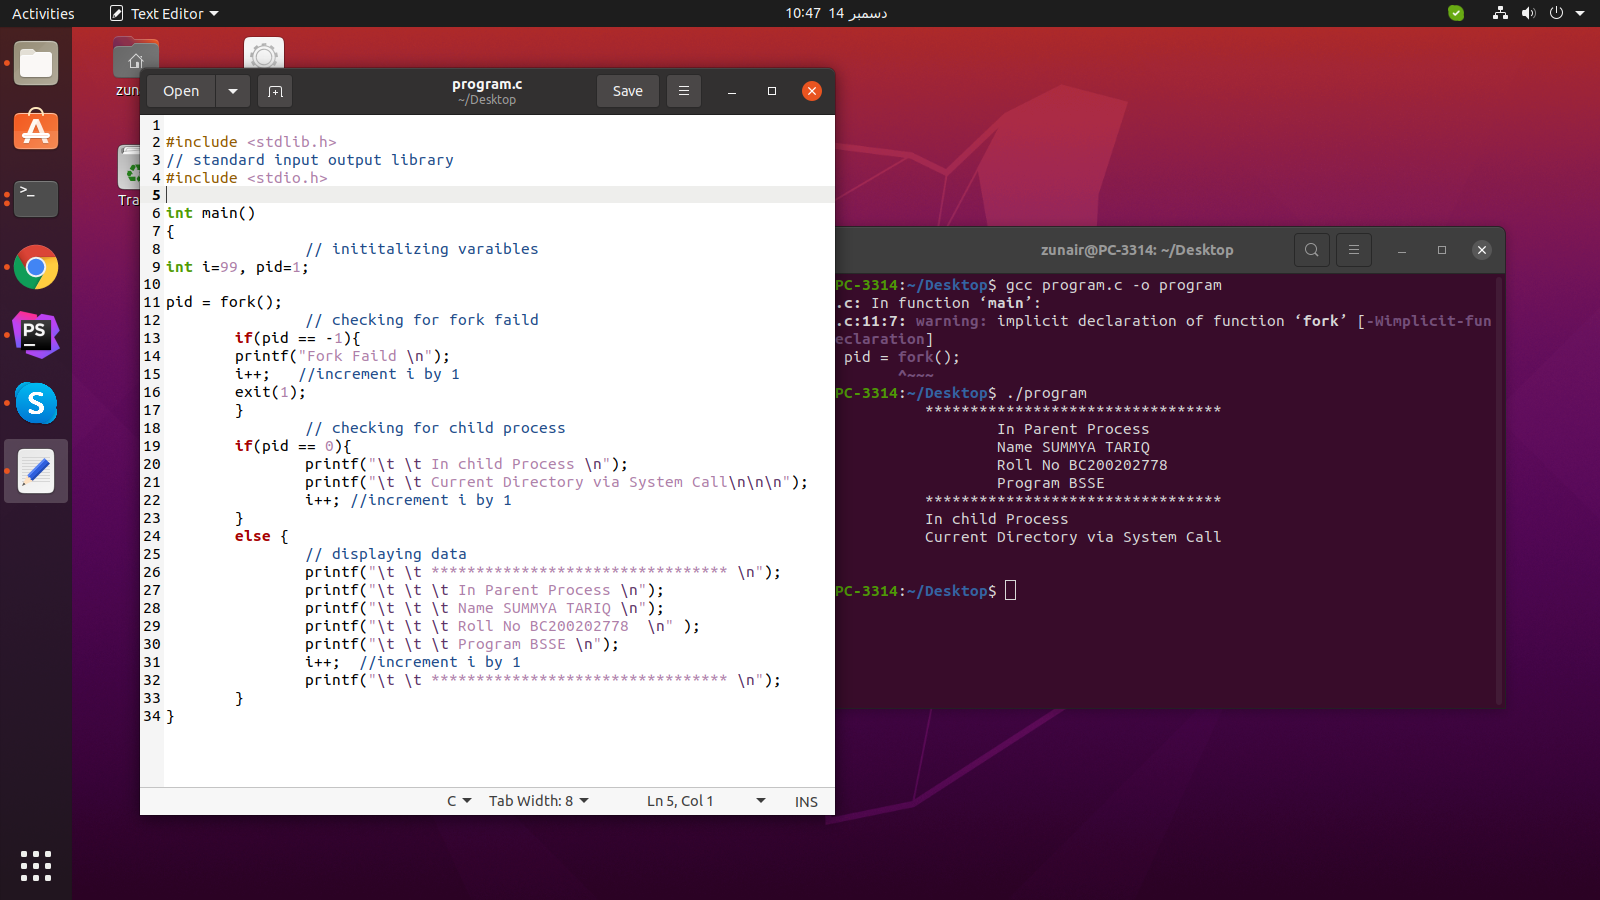 Activities
Text Editor
10:47  14 دسمبر
zun
Tra
Open
program.c
~/Desktop
Save
1
2 #include <stdlib.h>
3 // standard input output library
4 #include <stdio.h>
5
6 int main()
7 {
8 // inititalizing varaibles
9 int i=99, pid=1;
10
11 pid = fork();
12 // checking for fork faild
13 if(pid == -1){
14 printf("Fork Faild \n");
15 i++;   //increment i by 1
16 exit(1);
17 }
18 // checking for child process
19 if(pid == 0){
20 printf("\t \t In child Process \n");
21 printf("\t \t Current Directory via System Call\n\n\n");
22 i++; //increment i by 1
23 }
24 else {
25 // displaying data
26 printf("\t \t ********************************* \n");
27 printf("\t \t \t In Parent Process \n");
28 printf("\t \t \t Name SUMMYA TARIQ \n");
29 printf("\t \t \t Roll No BC200202778  \n" );
30 printf("\t \t \t Program BSSE \n");
31 i++;  //increment i by 1
32 printf("\t \t ********************************* \n");
33 }
34 }
C
Tab Width: 8
Ln 5, Col 1
INS
zunair@PC-3314: ~/Desktop
PC-3314:~/Desktop$ gcc program.c -o program
.c: In function ‘main’:
.c:11:7: warning: implicit declaration of function ‘fork’ [-Wimplicit-fun
eclaration]
pid = fork();
^~~~
PC-3314:~/Desktop$ ./program
*********************************
In Parent Process
Name SUMMYA TARIQ
Roll No BC200202778
Program BSSE
*********************************
In child Process
Current Directory via System Call
PC-3314:~/Desktop$
>_
PS
S